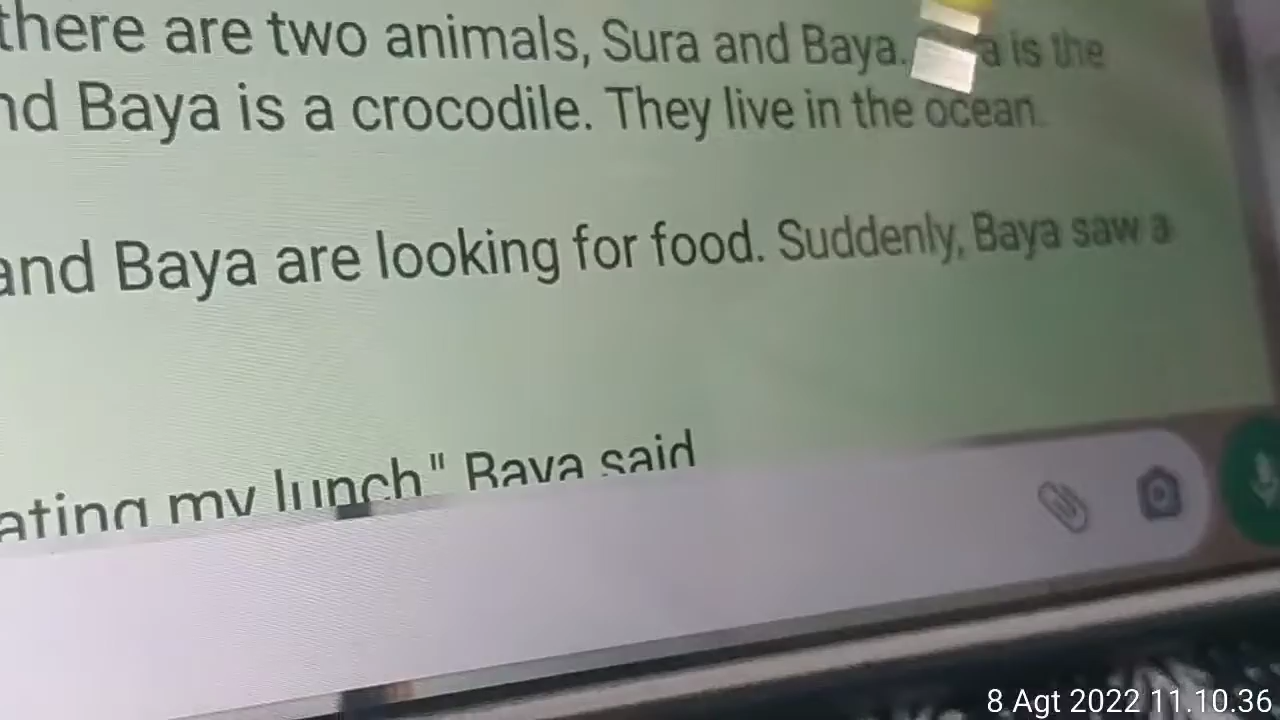 there are two animals, Sura and Baya. a is the
nd Baya is a crocodile. They live in the ocean.
and Baya are looking for food. Suddenly, Baya saw a
ating my lunch" Baya said
8 Agt 2022 11.10.36